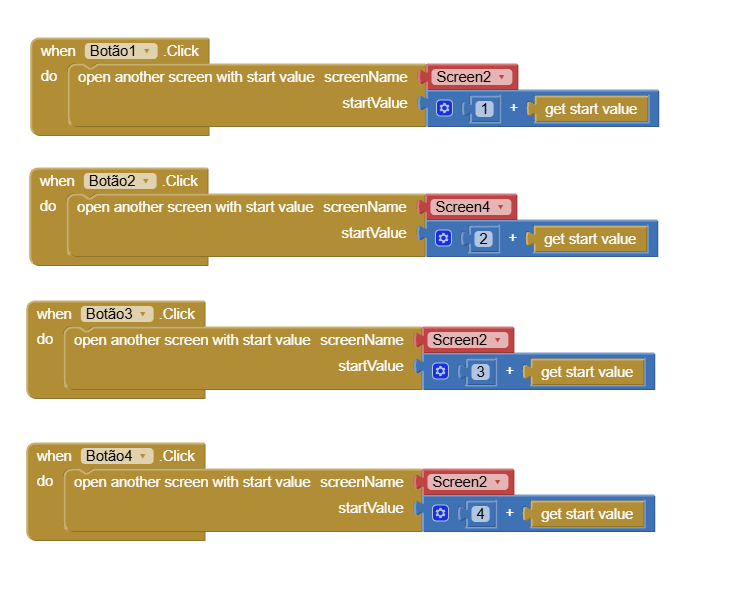 when Botão1 .Click
do open another screen with start value screenName Screen2
startValue 1 + get start value
when Botão2 .Click
do open another screen with start value screenName Screen4
startValue 2 + get start value
when Botão3 .Click
do open another screen with start value screenName Screen2
startValue 3 + get start value
when Botão4 .Click
do open another screen with start value screenName Screen2
startValue 4 + get start value